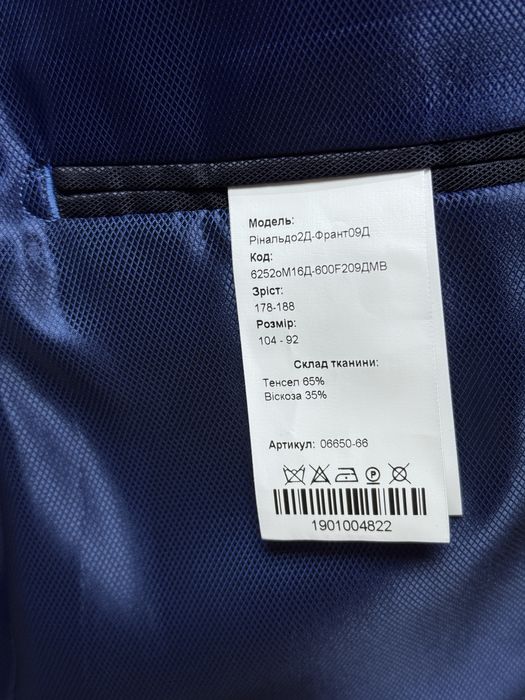 Модель:
Рінальдо2Д-Франт09Д
Код:
6252оМ16Д-600F209ДМВ
Зріст:
178-188
Розмір:
104 - 92
Склад тканини:
Тенсел 65%
Віскоза 35%
Артикул: 06650-66
1901004822